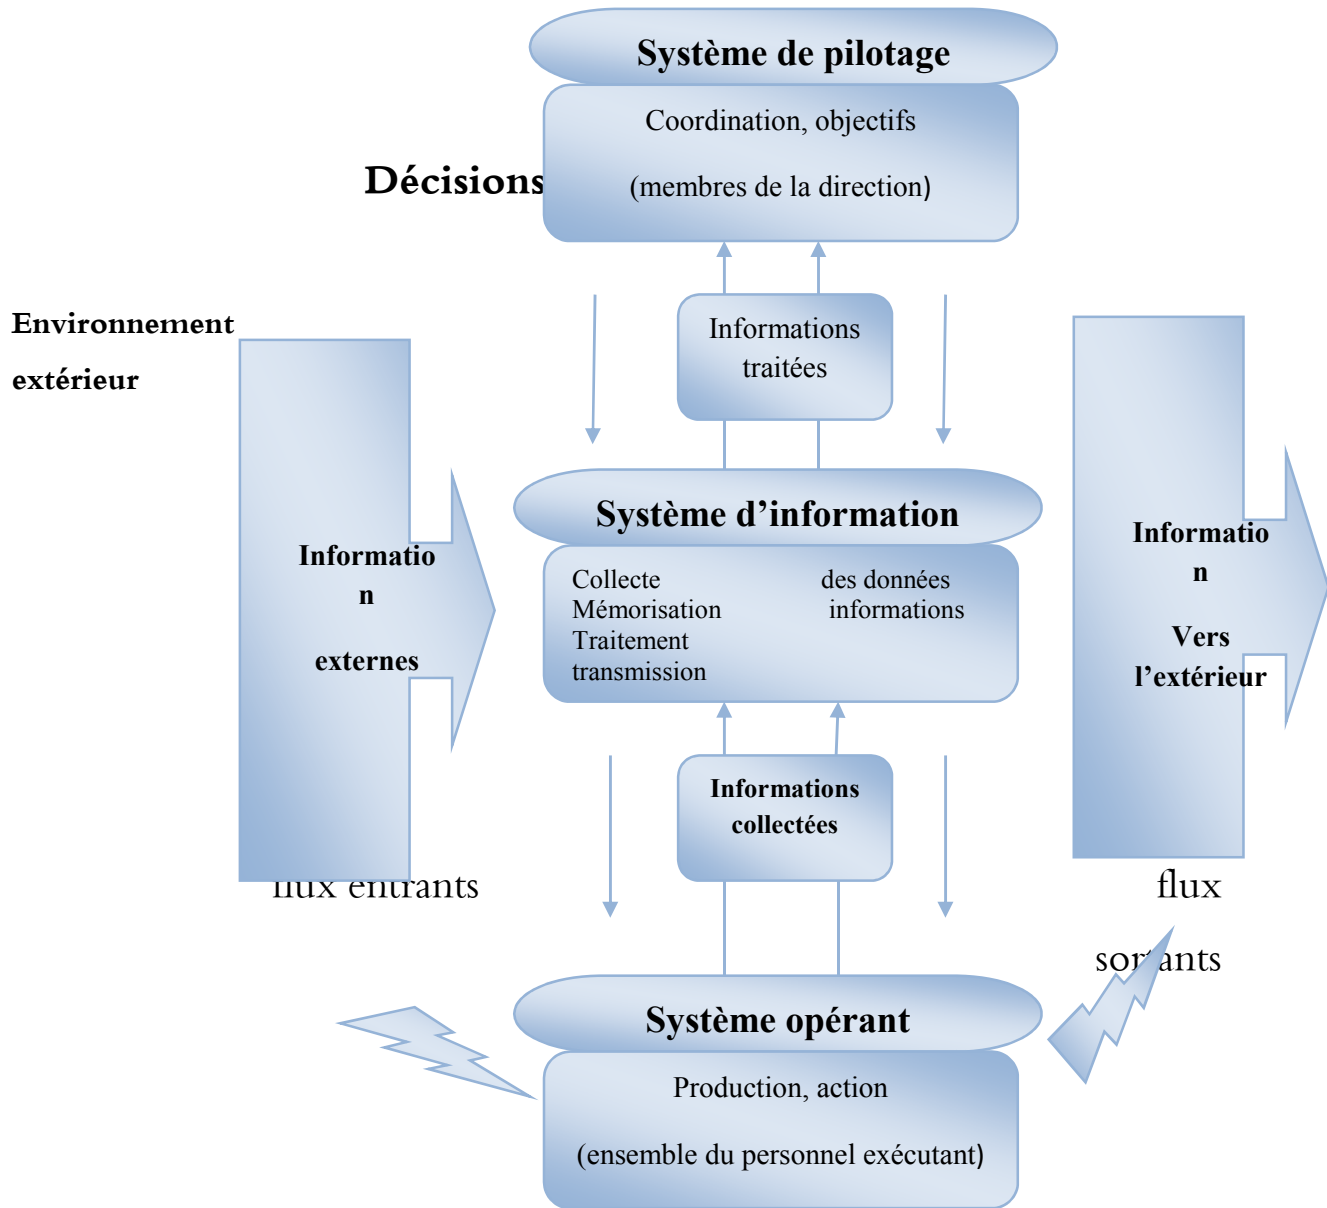 Système de pilotage
Coordination, objectifs
Décisions
(membres de la direction)
Environnement
extérieur
Informations
traitées
Système d’information
Informatio
n
externes
Collecte des données
Mémorisation informations
Traitement
transmission
Informatio
n
Vers
l’extérieur
Informations
collectées
flux entrants
flux
sortants
Système opérant
Production, action
(ensemble du personnel exécutant)